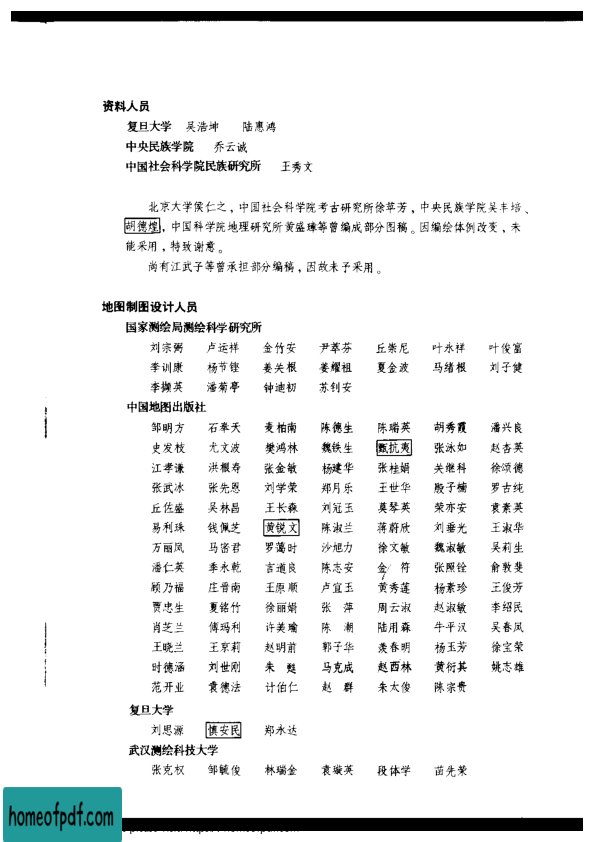 资料人员
复旦大学 吴浩坤 陆惠鸿
中央民族学院 乔云诚
中国社会科学院民族研究所 王秀文
北京大学侯仁之，中国社会科学院考古研究所徐苹芳，中央民族学院吴丰培、
胡德煌，中国科学院地理研究所黄盛璋等曾编成部分图稿。因编绘体例改变，未
能采用，特致谢意。
尚有江武子等曾承担部分编稿，因故未予采用。
地图制图设计人员
国家测绘局测绘科学研究所
刘宗弼 卢运祥 金竹安 尹萃芬 丘崇尼 叶永祥 叶俊富
李训康 杨节铿 姜关根 姜耀祖 夏金波 马绪根 刘子健
李撷英 潘菊亭 钟迪初 苏钊安
中国地图出版社
邹明方 石奉天 麦柏南 陈德生 陈瑞英 胡秀霞 潘兴良
史发枝 尤文波 樊鸿林 魏铁生 甄抗夷 张泳如 赵杏英
江孝谦 洪根寿 张金敏 杨建华 张桂娟 关继科 徐颂德
张武冰 张先恩 刘学荣 郑月乐 王世华 殷子楠 罗古纯
丘佐盛 吴林昌 王长森 刘冠玉 莫琴英 荣亦安 袁素英
易利珠 钱佩芝 黄锐文 陈淑兰 蒋蔚欣 刘垂光 王淑华
万丽凤 马密君 罗蔼时 沙旭力 徐文敏 魏淑敏 吴莉生
潘仁英 季永乾 言道良 陈志安 金符 张照铨 俞敦斐
顾乃福 庄晋南 王原顺 卢宜玉 黄秀莲 杨素珍 王俊芳
贾忠生 夏铭竹 徐丽娟 张萍 周云淑 赵淑敏 李绍民
肖芝兰 傅玛利 许美瑜 陈潮 陆用森 牛平汉 吴春凤
王晓兰 王京莉 赵明前 郭子华 羡春明 杨玉芳 徐宝荣
时德涵 刘世刚 朱 马克成 赵西林 黄衍其 姚志雄
范开业 袁德法 计伯仁 赵群 朱太俊 陈宗贵
复旦大学
刘思源 慎安民 郑永达
武汉测绘科技大学
张克权 邹毓俊 林瑞金 袁璇英 段体学 苗先荣
homeofpdf.com